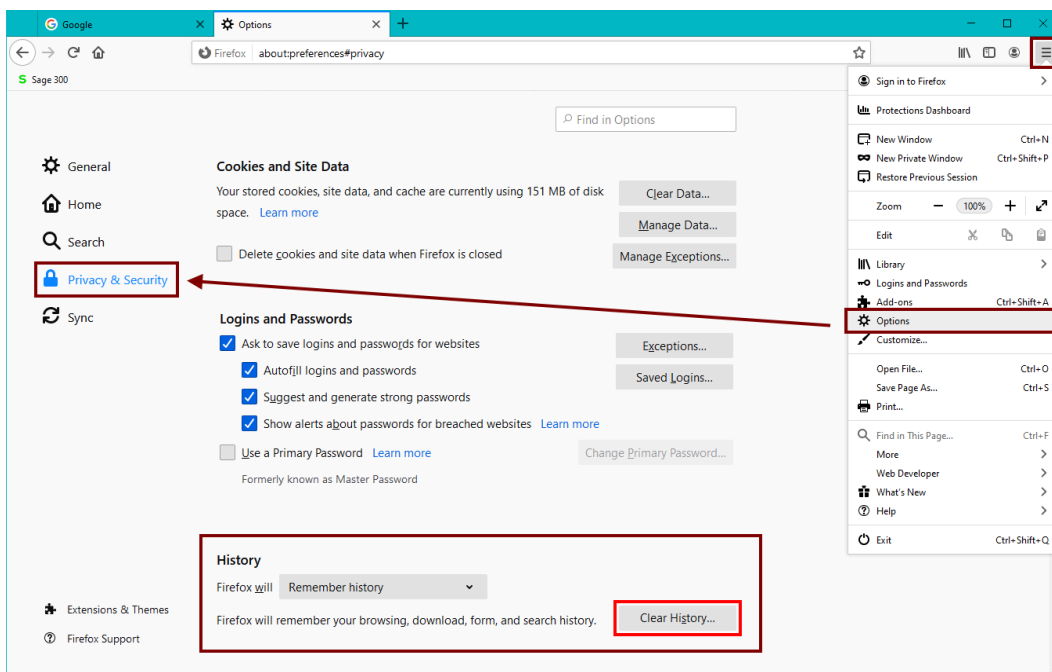 Google
Options
Firefox about:preferences#privacy
Sage 300
Find in Options
General
Home
Search
Privacy & Security
Sync
Extensions & Themes
Firefox Support
Cookies and Site Data
Your stored cookies, site data, and cache are currently using 151 MB of disk
space. Learn more
Clear Data...
Manage Data...
Delete cookies and site data when Firefox is closed
Manage Exceptions...
Logins and Passwords
Ask to save logins and passwords for websites
Exceptions...
Autofill logins and passwords
Saved Logins...
Suggest and generate strong passwords
Show alerts about passwords for breached websites Learn more
Use a Primary Password Learn more
Change Primary Password...
Formerly known as Master Password
History
Firefox will Remember history
Firefox will remember your browsing, download, form, and search history.
Clear History...
Sign in to Firefox
Protections Dashboard
New Window Ctrl+N
New Private Window Ctrl+Shift+P
Restore Previous Session
Zoom 100%
Edit
Library
Logins and Passwords
Add-ons Ctrl+Shift+A
Options
Customize...
Open File... Ctrl+O
Save Page As... Ctrl+S
Print...
Find in This Page... Ctrl+F
More
Web Developer
What's New
Help
Exit Ctrl+Shift+Q